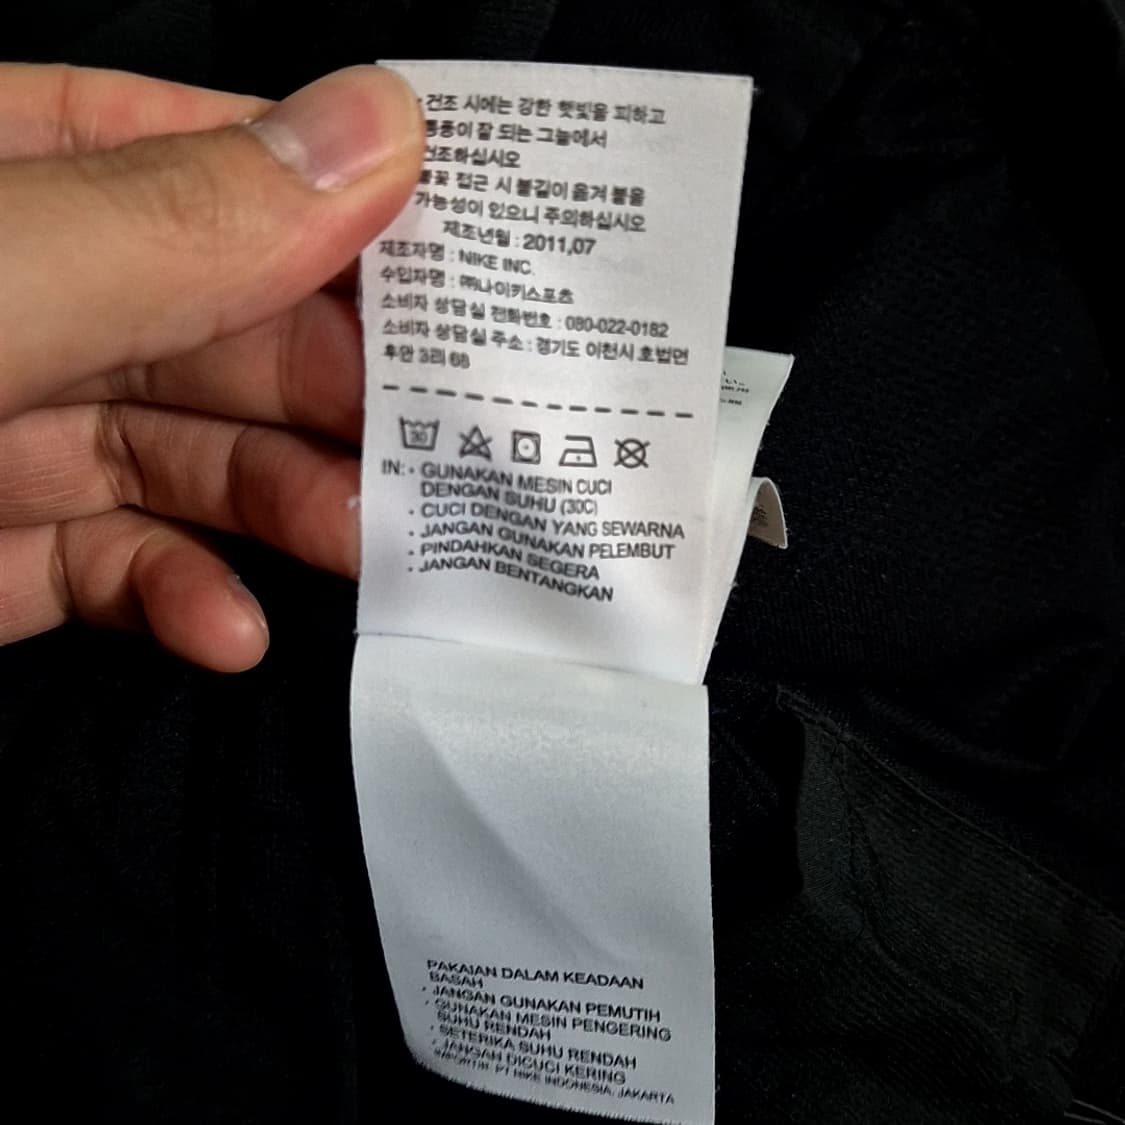 · 건조 시에는 강한 햇빛을 피하고
통풍이 잘 되는 그늘에서
건조하십시오
불꽃 접근 시 불길이 옮겨 붙을
가능성이 있으니 주의하십시오
제조년월 : 2011,07
제조자명 : NIKE INC.
수입자명 : ㈜나이키스포츠
소비자 상담실 전화번호 : 080-022-0182
소비자 상담실 주소 : 경기도 이천시 호법면
후안 3리 68
30
IN: · GUNAKAN MESIN CUCI
DENGAN SUHU (30C)
· CUCI DENGAN YANG SEWARNA
· JANGAN GUNAKAN PELEMBUT
· PINDAHKAN SEGERA
· JANGAN BENTANGKAN
PAKAIAN DALAM KEADAAN
BASAH
· JANGAN GUNAKAN PEMUTIH
· GUNAKAN MESIN PENGERING
SUHU RENDAH
· SETERIKA SUHU RENDAH
· JANGAN DICUCI KERING
IMPORTIR: PT NIKE INDONESIA, JAKARTA